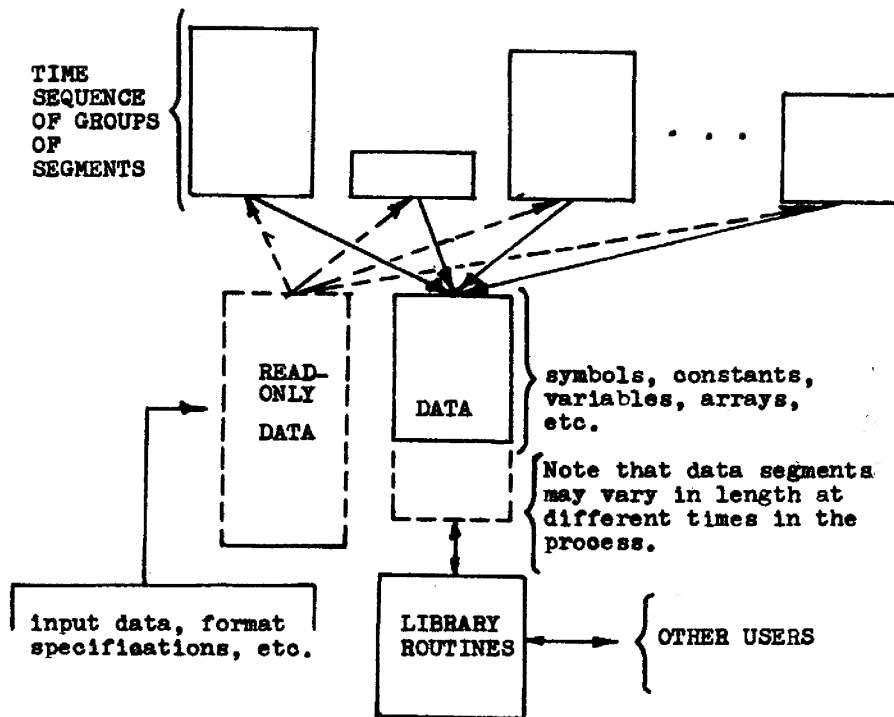 TIME
SEQUENCE
OF GROUPS
OF
SEGMENTS
. . .
READ-
ONLY
DATA
DATA
symbols, constants,
variables, arrays,
etc.
Note that data segments
may vary in length at
different times in the
process.
input data, format
specifications, etc.
LIBRARY
ROUTINES
OTHER USERS